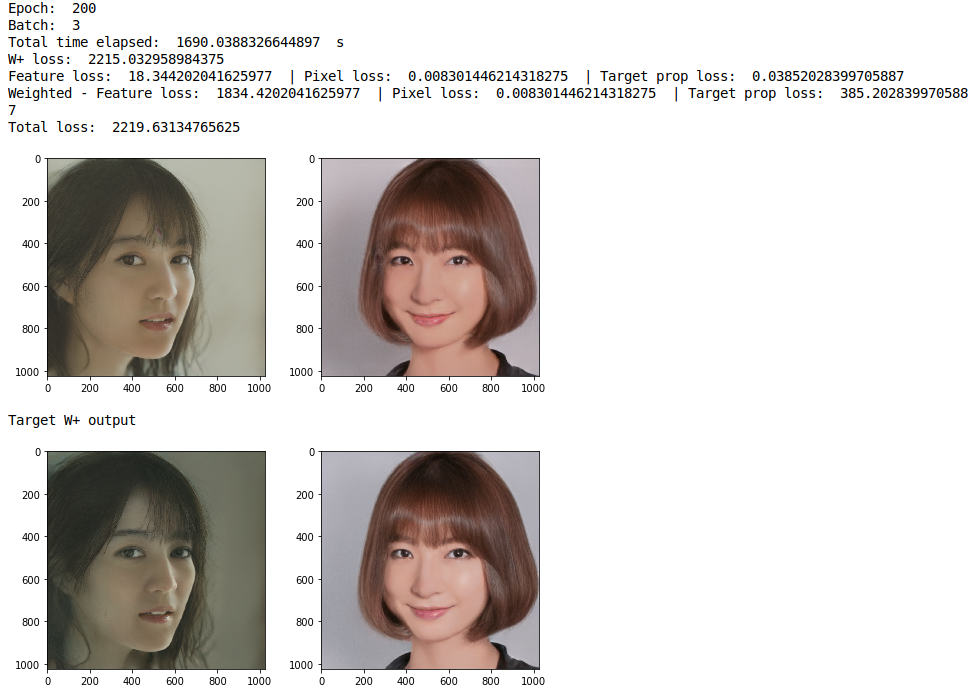 Epoch:  200
Batch:  3
Total time elapsed:  1690.0388326644897  s
W+ loss:  2215.032958984375
Feature loss:  18.344202041625977  | Pixel loss:  0.008301446214318275  | Target prop loss:  0.03852028399705887
Weighted - Feature loss:  1834.4202041625977  | Pixel loss:  0.008301446214318275  | Target prop loss:  385.202839970588
7
Total loss:  2219.63134765625
0 0
200 200
400 400
600 600
800 800
1000 1000
0 200 400 600 800 1000 0 200 400 600 800 1000
Target W+ output
0 0
200 200
400 400
600 600
800 800
1000 1000
0 200 400 600 800 1000 0 200 400 600 800 1000